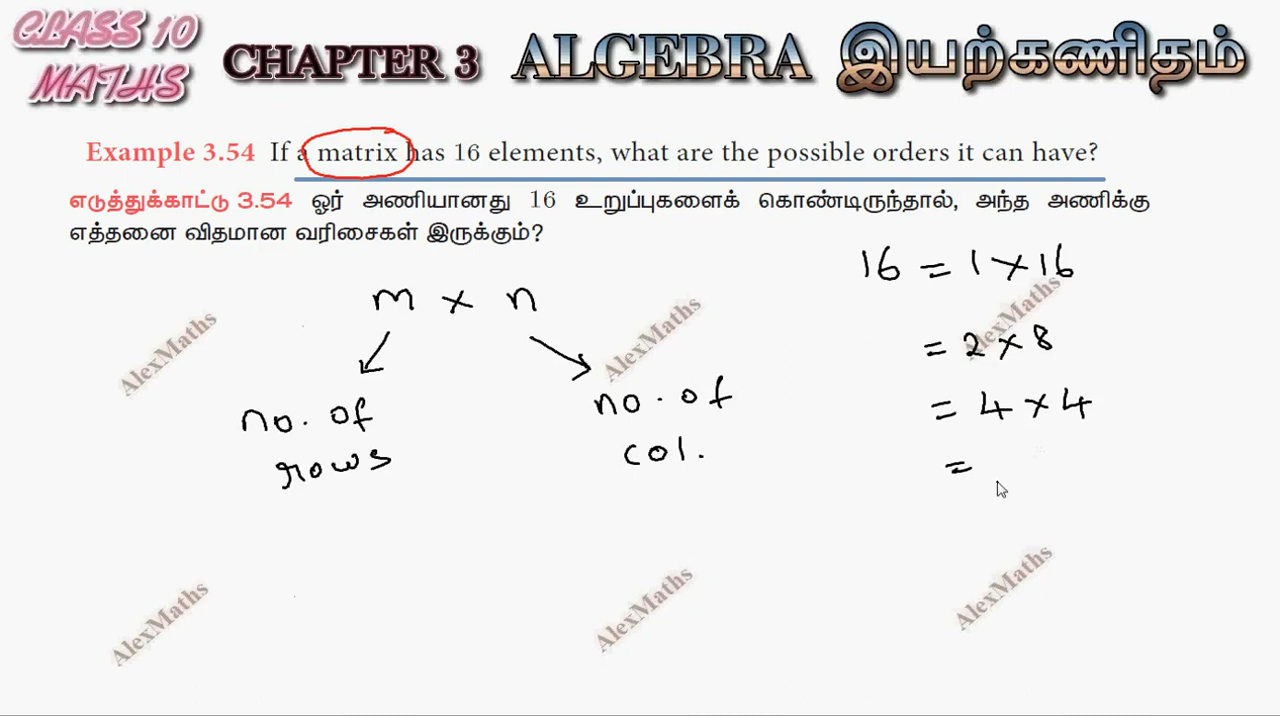 CLASS 10
MATHS
CHAPTER 3
ALGEBRA இயற்கணிதம்
Example 3.54 If a matrix has 16 elements, what are the possible orders it can have?
எடுத்துக்காட்டு 3.54 ஓர் அணியானது 16 உறுப்புகளைக் கொண்டிருந்தால், அந்த அணிக்கு
எத்தனை விதமான வரிசைகள் இருக்கும்?
m × n
no. of
rows
no. of
col.
16 = 1 × 16
= 2 × 8
= 4 × 4
=
AlexMaths
AlexMaths
AlexMaths
AlexMaths
AlexMaths
AlexMaths